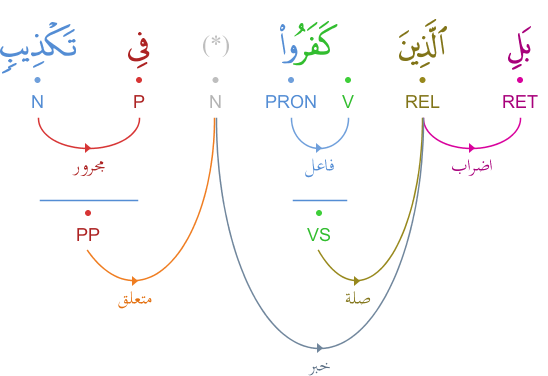 بَلِ ٱلَّذِينَ كَفَرُوا۟ (*) فِى تَكْذِيبٍ
RET REL V PRON N P N
اضراب فاعل مجرور
VS PP
صلة متعلق
خبر